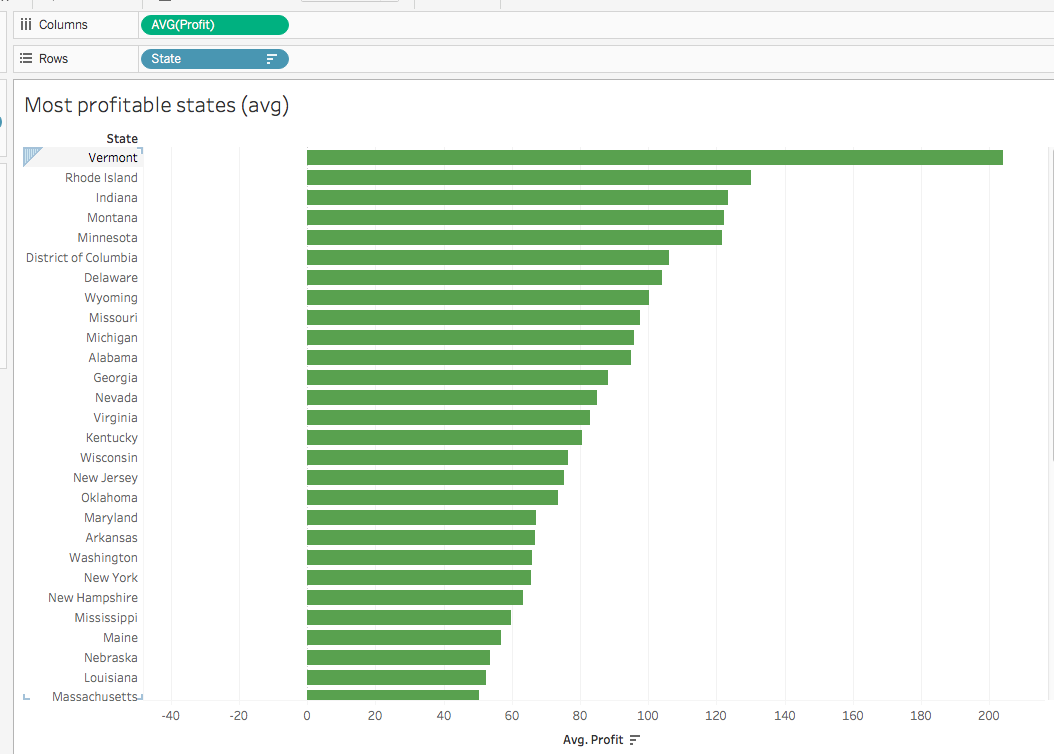 Columns AVG(Profit)
Rows State
Most profitable states (avg)
State
Vermont
Rhode Island
Indiana
Montana
Minnesota
District of Columbia
Delaware
Wyoming
Missouri
Michigan
Alabama
Georgia
Nevada
Virginia
Kentucky
Wisconsin
New Jersey
Oklahoma
Maryland
Arkansas
Washington
New York
New Hampshire
Mississippi
Maine
Nebraska
Louisiana
Massachusetts
-40 -20 0 20 40 60 80 100 120 140 160 180 200
Avg. Profit